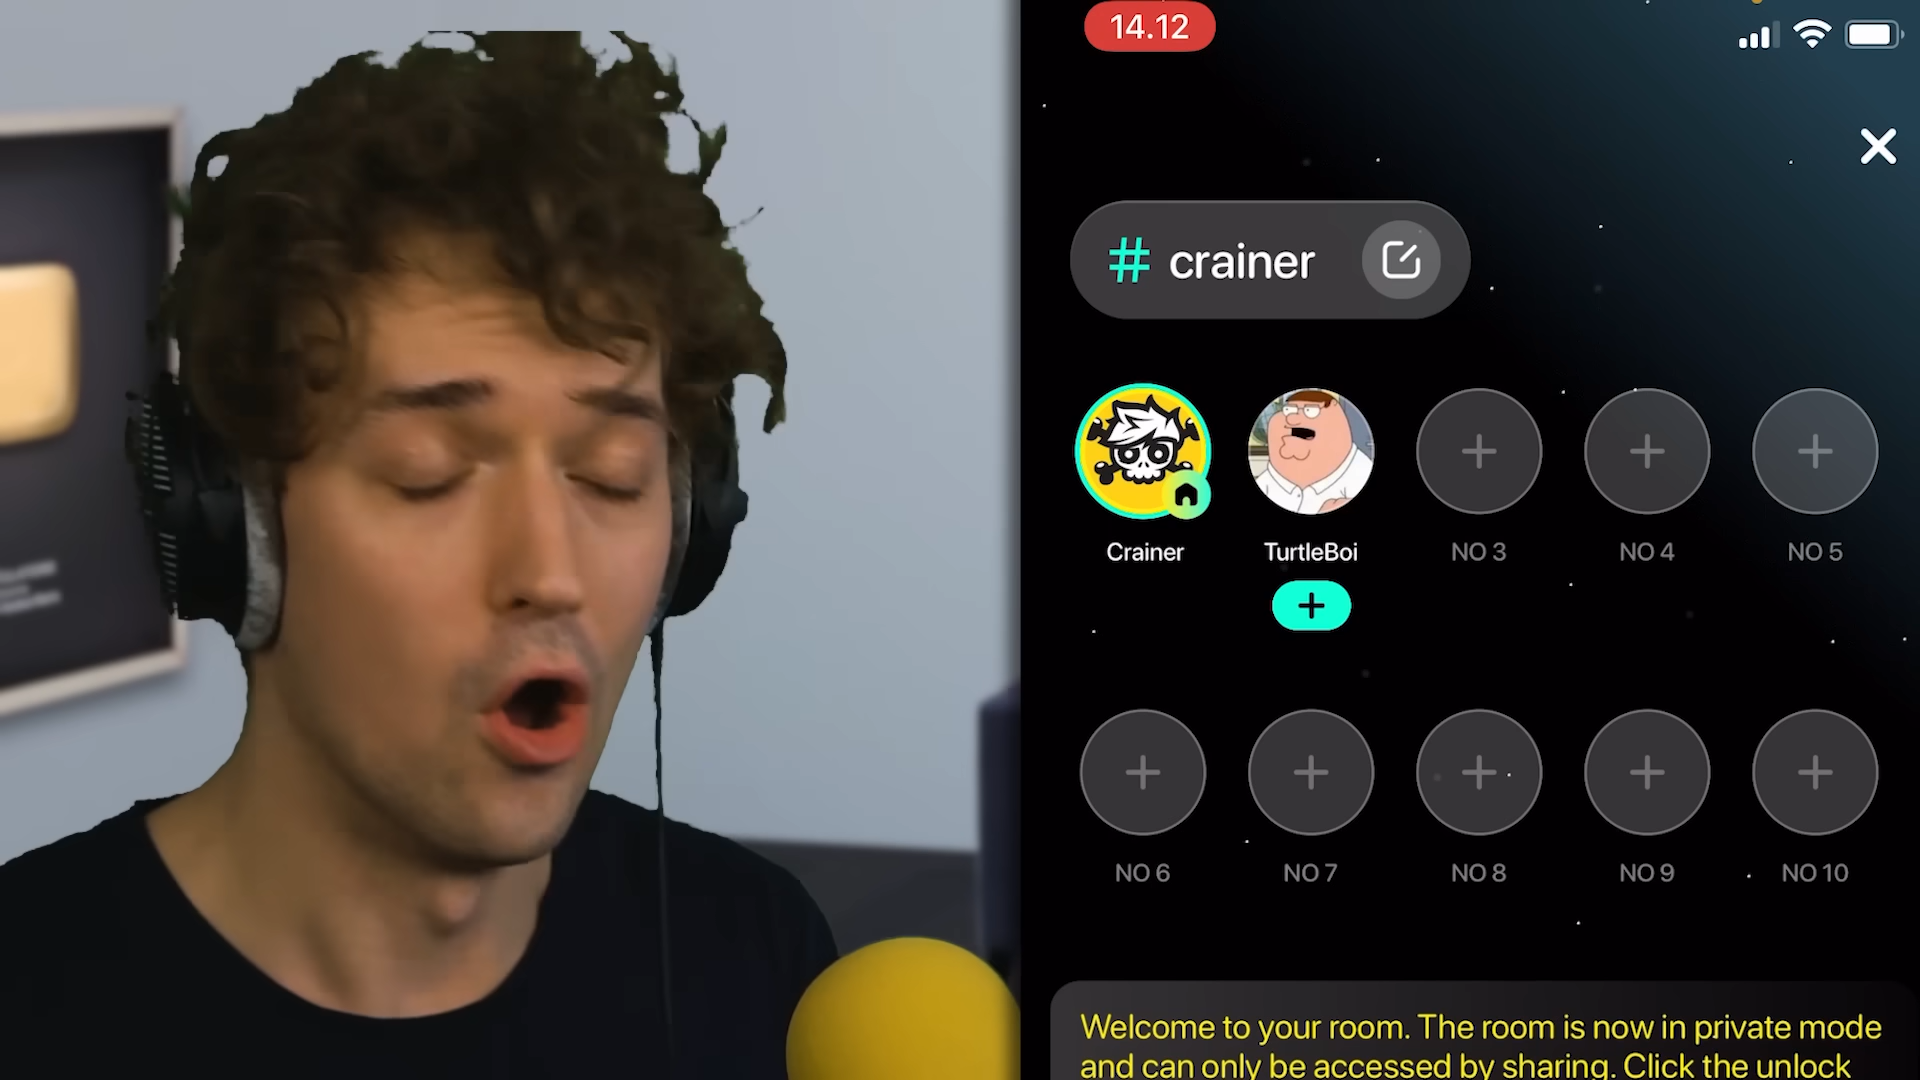 14.12
# crainer
Crainer
TurtleBoi
NO 3
NO 4
NO 5
NO 6
NO 7
NO 8
NO 9
NO 10
Welcome to your room. The room is now in private mode
and can only be accessed by sharing. Click the unlock